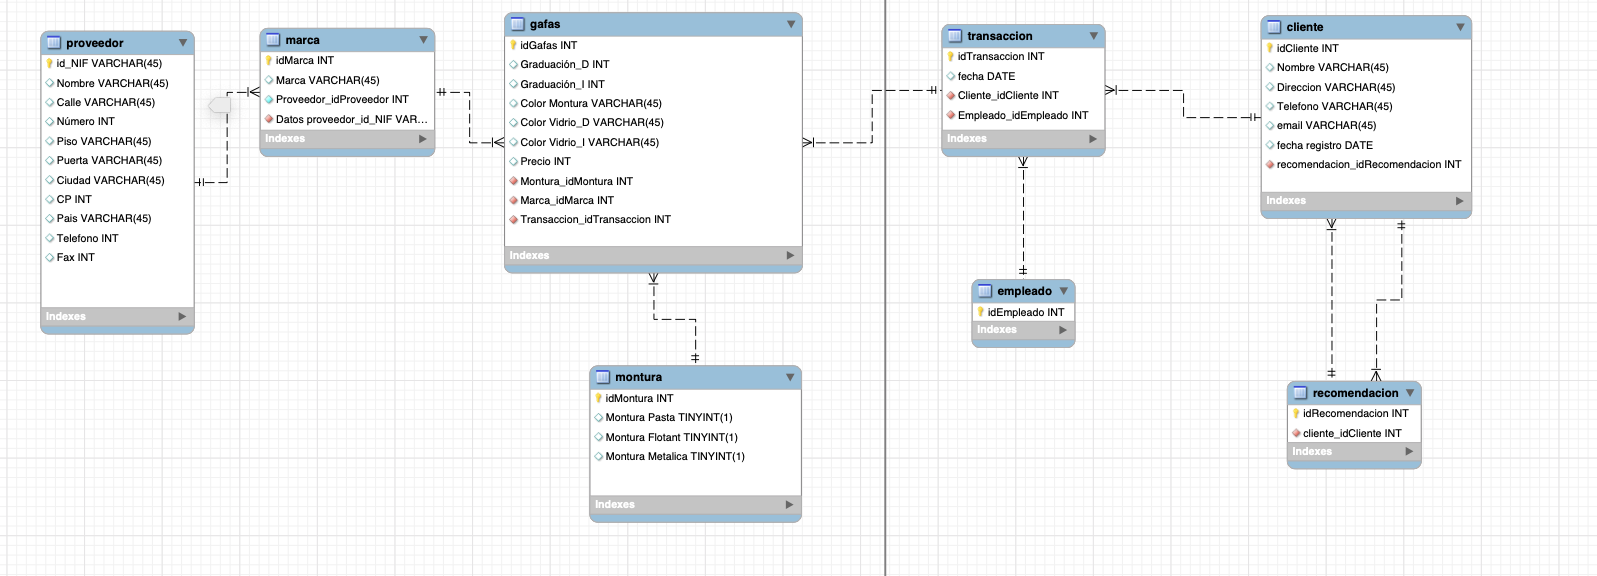 proveedor
id_NIF VARCHAR(45)
Nombre VARCHAR(45)
Calle VARCHAR(45)
Número INT
Piso VARCHAR(45)
Puerta VARCHAR(45)
Ciudad VARCHAR(45)
CP INT
Pais VARCHAR(45)
Telefono INT
Fax INT
Indexes
marca
idMarca INT
Marca VARCHAR(45)
Proveedor_idProveedor INT
Datos proveedor_id_NIF VAR...
Indexes
gafas
idGafas INT
Graduación_D INT
Graduación_I INT
Color Montura VARCHAR(45)
Color Vidrio_D VARCHAR(45)
Color Vidrio_I VARCHAR(45)
Precio INT
Montura_idMontura INT
Marca_idMarca INT
Transaccion_idTransaccion INT
Indexes
montura
idMontura INT
Montura Pasta TINYINT(1)
Montura Flotant TINYINT(1)
Montura Metalica TINYINT(1)
Indexes
transaccion
idTransaccion INT
fecha DATE
Cliente_idCliente INT
Empleado_idEmpleado INT
Indexes
empleado
idEmpleado INT
Indexes
cliente
idCliente INT
Nombre VARCHAR(45)
Direccion VARCHAR(45)
Telefono VARCHAR(45)
email VARCHAR(45)
fecha registro DATE
recomendacion_idRecomendacion INT
Indexes
recomendacion
idRecomendacion INT
cliente_idCliente INT
Indexes